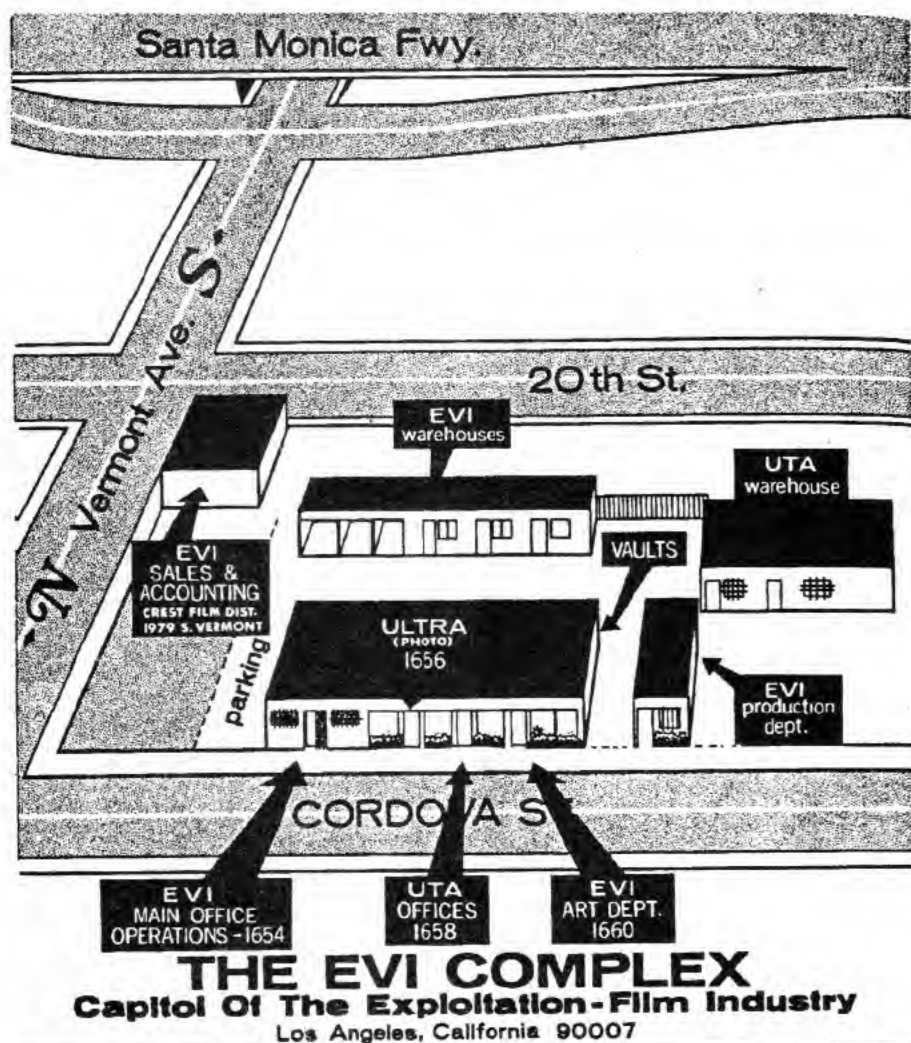 Santa Monica Fwy.
N Vermont Ave. S
20th St.
EVI
warehouses
UTA
warehouse
EVI
SALES &
ACCOUNTING
CREST FILM DIST.
1979 S. VERMONT
VAULTS
ULTRA
(PHOTO)
1656
parking
EVI
production
dept.
CORDOVA ST
EVI
MAIN OFFICE
OPERATIONS -1654
UTA
OFFICES
1658
EVI
ART DEPT.
1660
THE EVI COMPLEX
Capitol Of The Exploitation-Film Industry
Los Angeles, California 90007